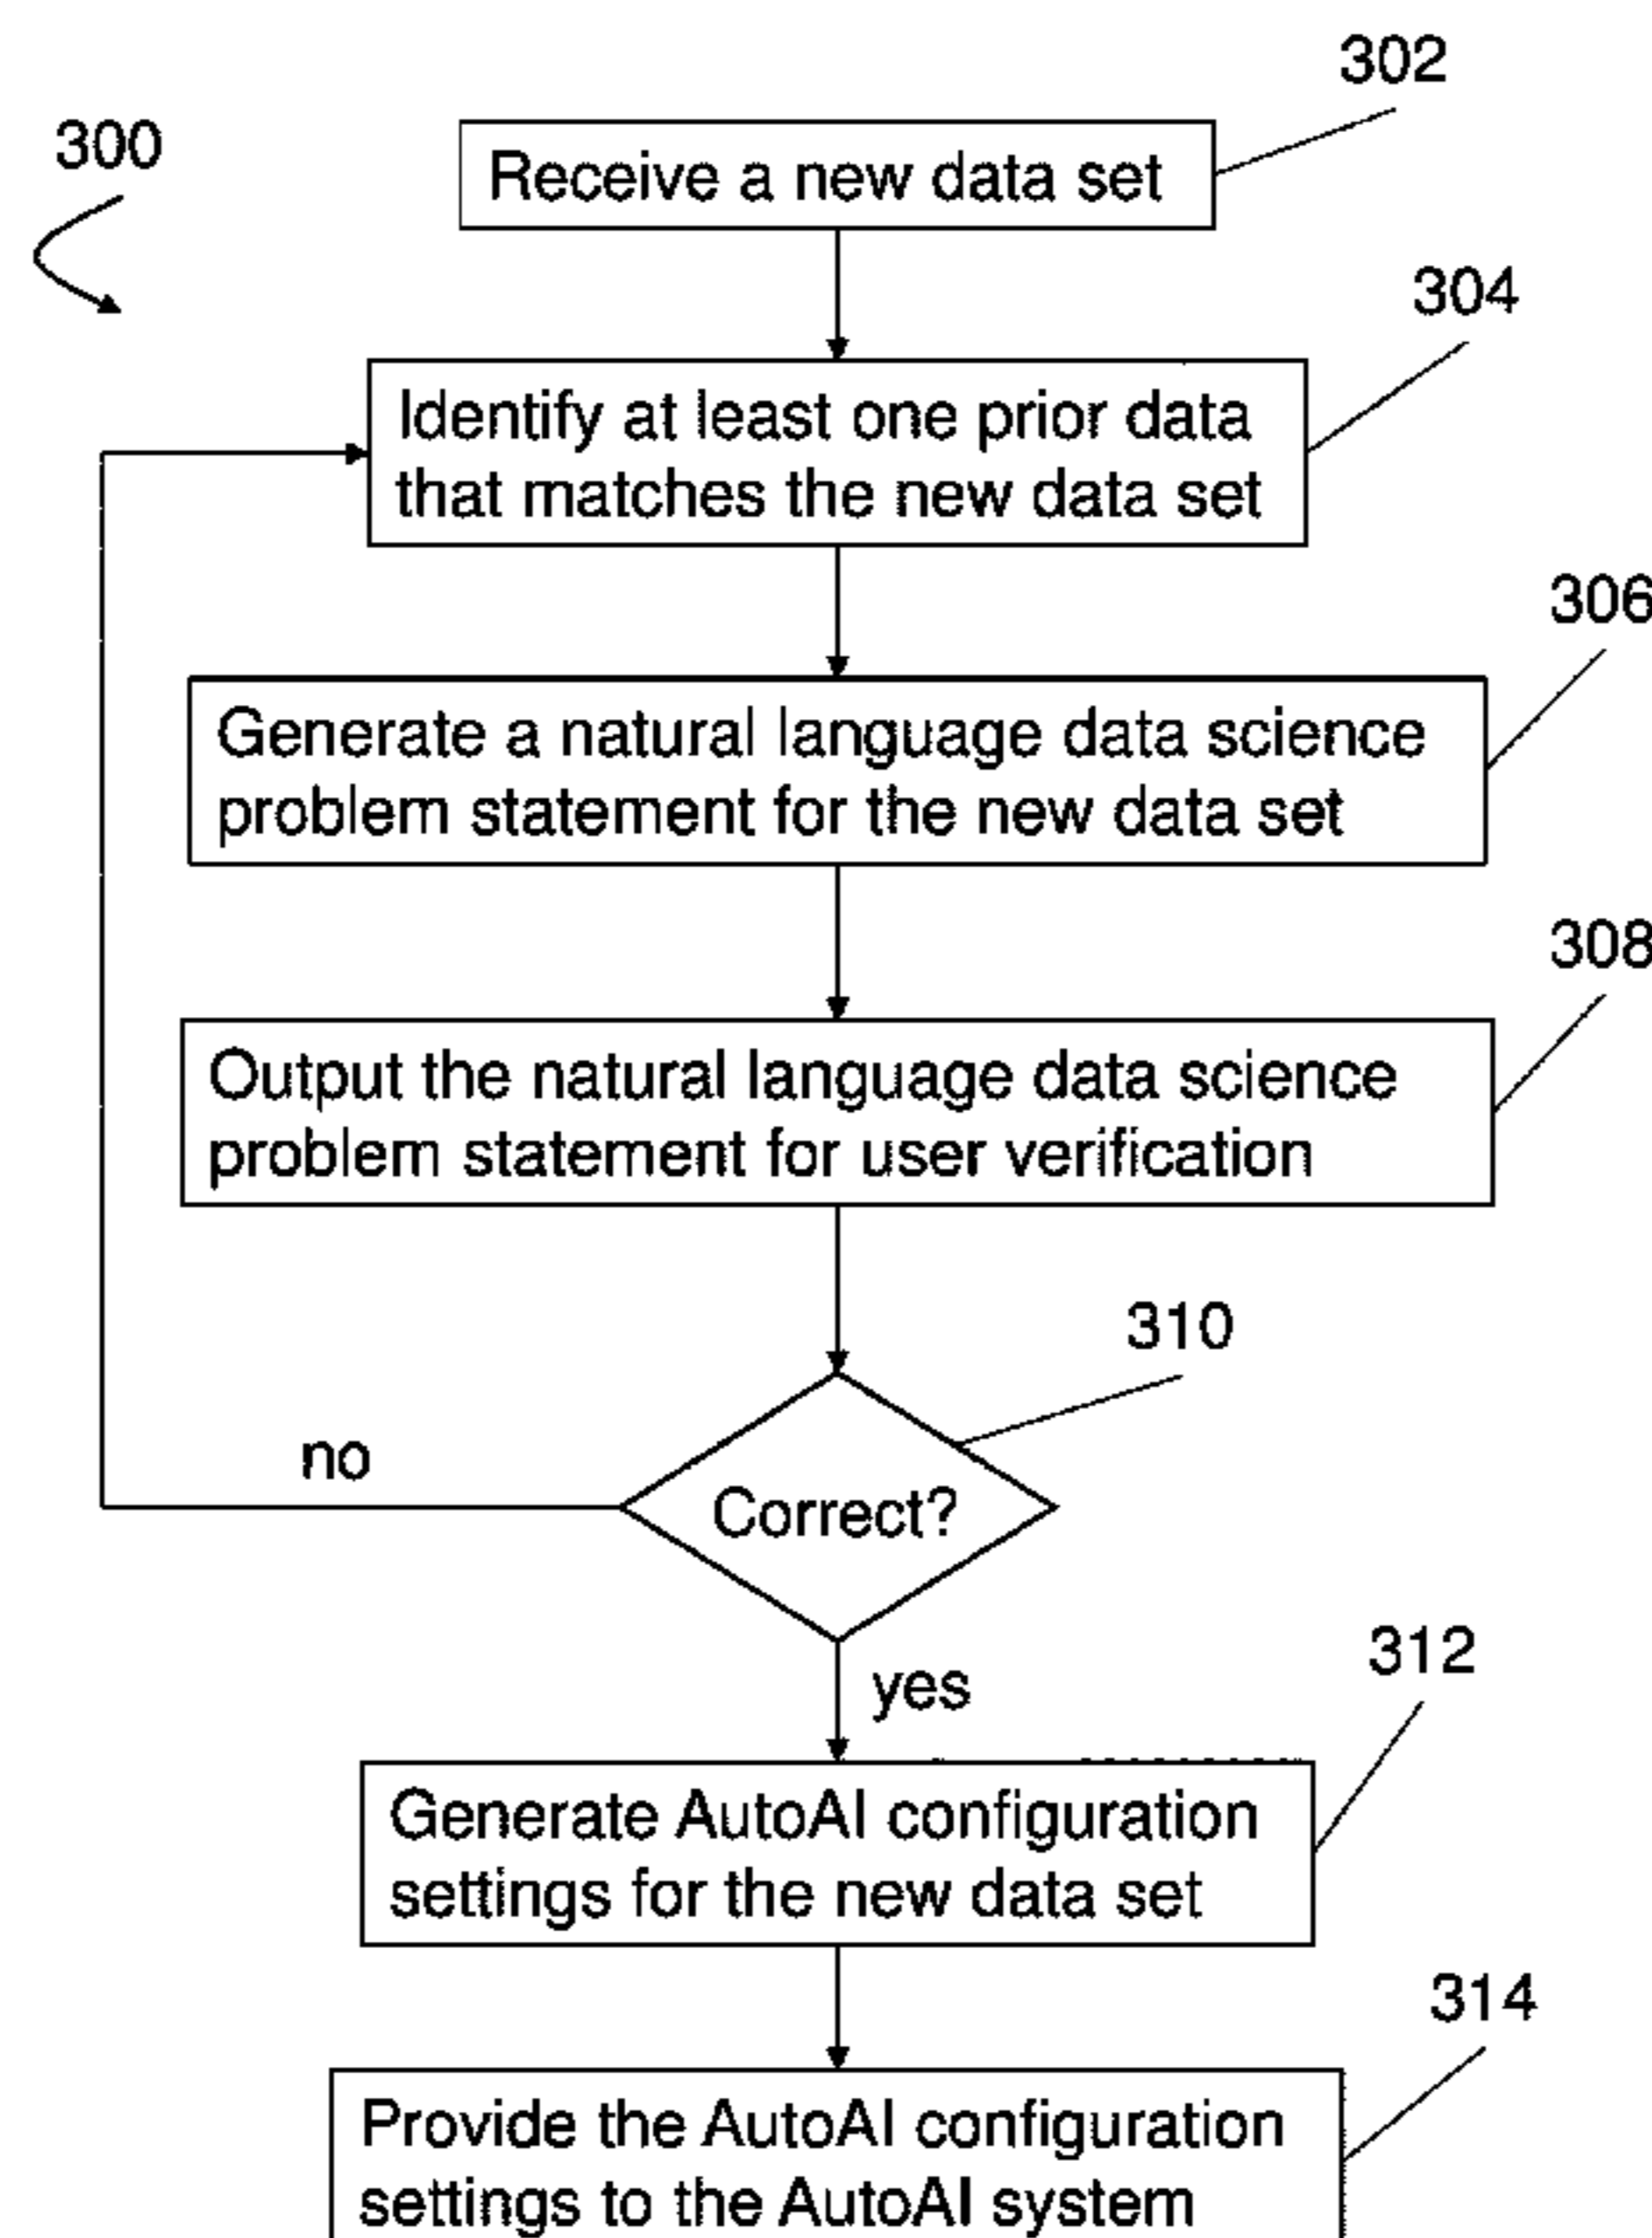 302
300
Receive a new data set
304
Identify at least one prior data
that matches the new data set
306
Generate a natural language data science
problem statement for the new data set
308
Output the natural language data science
problem statement for user verification
310
no
Correct?
yes
312
Generate AutoAI configuration
settings for the new data set
314
Provide the AutoAI configuration
settings to the AutoAI system